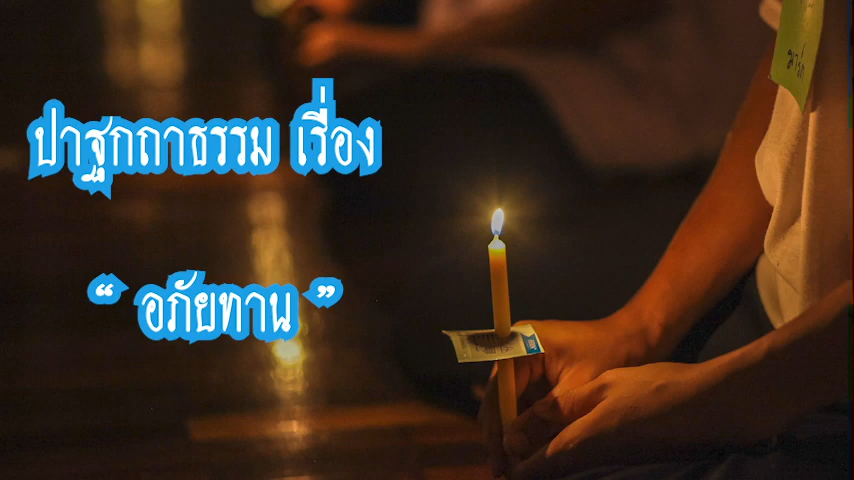 ปาฐกถาธรรม เรื่อง
“ อภัยทาน ”